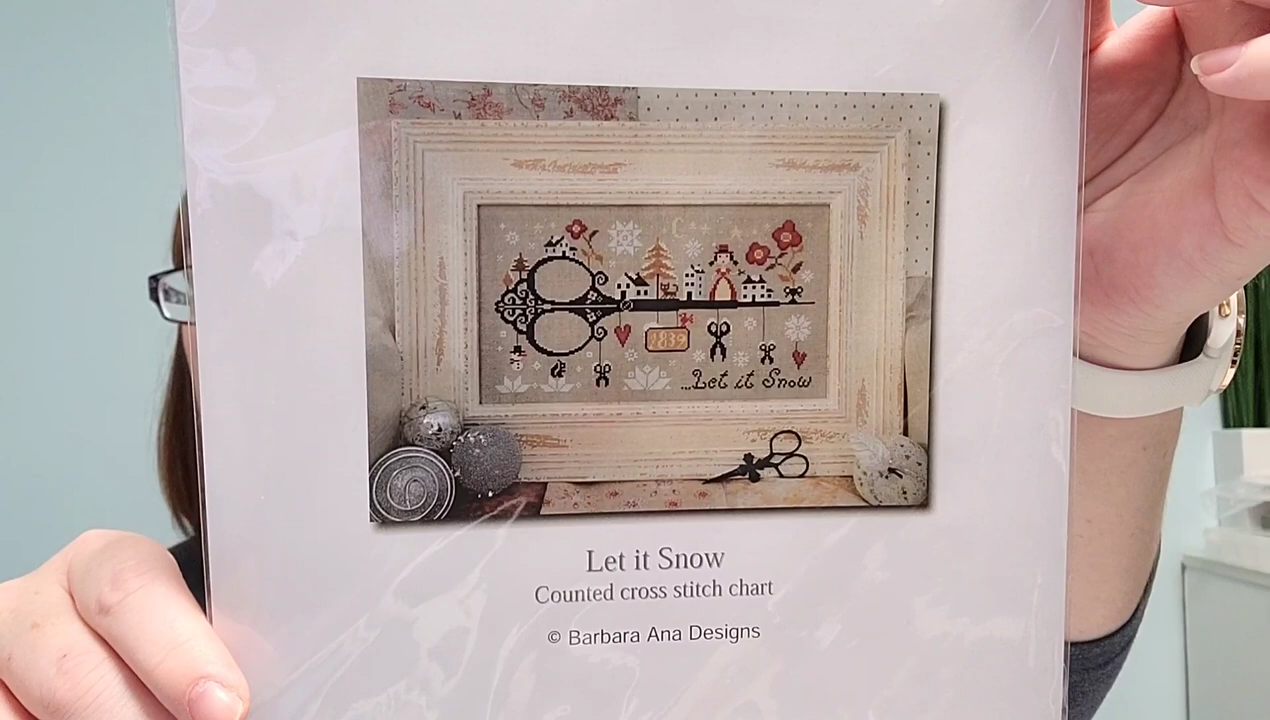 1839
...Let it Snow
Let it Snow
Counted cross stitch chart
© Barbara Ana Designs